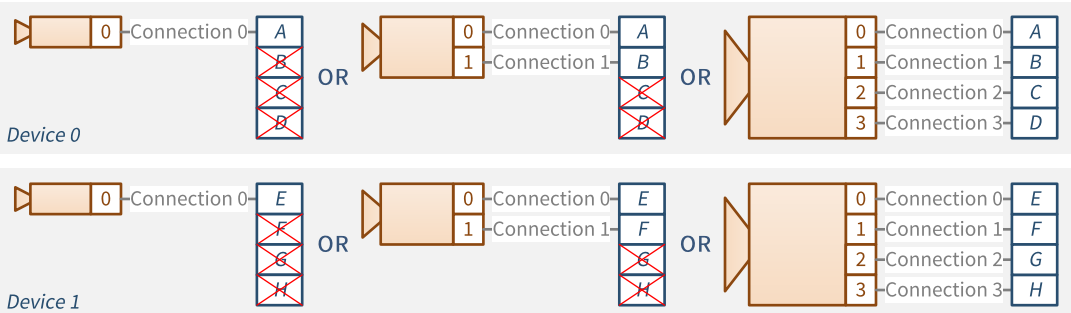 0 Connection 0 A 0 Connection 0 A 0 Connection 0 A
B 1 Connection 1 B 1 Connection 1 B
OR OR
C C 2 Connection 2 C
D D 3 Connection 3 D
Device 0
0 Connection 0 E 0 Connection 0 E 0 Connection 0 E
F 1 Connection 1 F 1 Connection 1 F
OR OR
G G 2 Connection 2 G
H H 3 Connection 3 H
Device 1